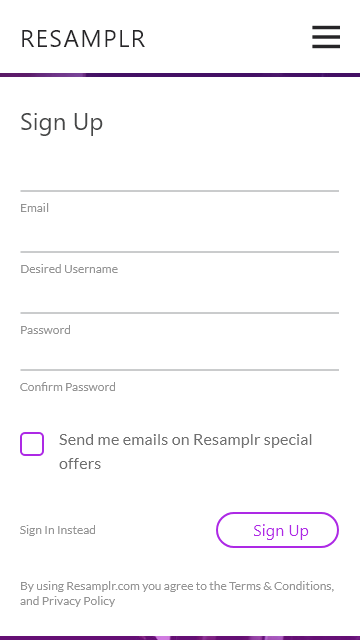 RESAMPLR
Sign Up
Email
Desired Username
Password
Confirm Password
Send me emails on Resamplr special
offers
Sign In Instead
Sign Up
By using Resamplr.com you agree to the Terms & Conditions,
and Privacy Policy